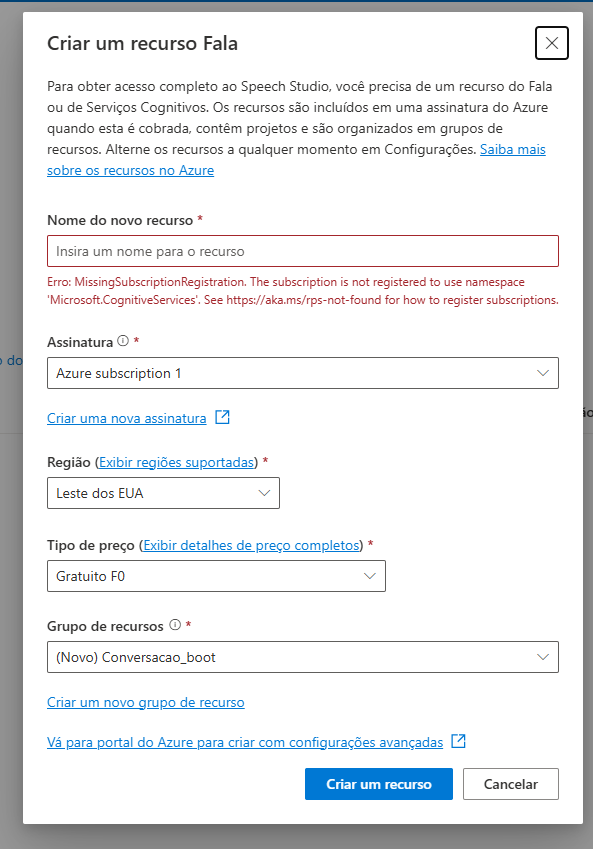 Criar um recurso Fala
Para obter acesso completo ao Speech Studio, você precisa de um recurso do Fala
ou de Serviços Cognitivos. Os recursos são incluídos em uma assinatura do Azure
quando esta é cobrada, contêm projetos e são organizados em grupos de
recursos. Alterne os recursos a qualquer momento em Configurações. Saiba mais
sobre os recursos no Azure
Nome do novo recurso *
Insira um nome para o recurso
Erro: MissingSubscriptionRegistration. The subscription is not registered to use namespace
'Microsoft.CognitiveServices'. See https://aka.ms/rps-not-found for how to register subscriptions.
Assinatura *
Azure subscription 1
Criar uma nova assinatura
Região (Exibir regiões suportadas) *
Leste dos EUA
Tipo de preço (Exibir detalhes de preço completos) *
Gratuito F0
Grupo de recursos *
(Novo) Conversacao_boot
Criar um novo grupo de recurso
Vá para portal do Azure para criar com configurações avançadas
Criar um recurso
Cancelar